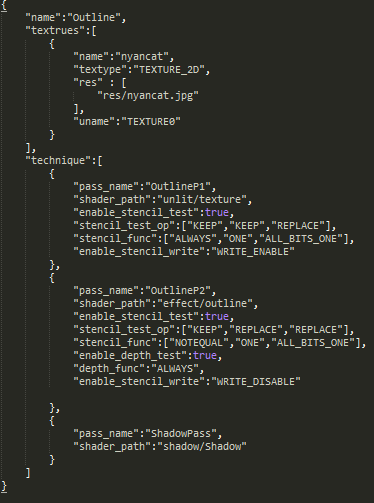 {
"name":"Outline",
"textrues":[
{
"name":"nyancat",
"textype":"TEXTURE_2D",
"res" : [
"res/nyancat.jpg"
],
"uname":"TEXTURE0"
}
],
"technique":[
{
"pass_name":"OutlineP1",
"shader_path":"unlit/texture",
"enable_stencil_test":true,
"stencil_test_op":["KEEP","KEEP","REPLACE"],
"stencil_func":["ALWAYS","ONE","ALL_BITS_ONE"],
"enable_stencil_write":"WRITE_ENABLE"
},
{
"pass_name":"OutlineP2",
"shader_path":"effect/outline",
"enable_stencil_test":true,
"stencil_test_op":["KEEP","REPLACE","REPLACE"],
"stencil_func":["NOTEQUAL","ONE","ALL_BITS_ONE"],
"enable_depth_test":true,
"depth_func":"ALWAYS",
"enable_stencil_write":"WRITE_DISABLE"
},
{
"pass_name":"ShadowPass",
"shader_path":"shadow/Shadow"
}
]
}